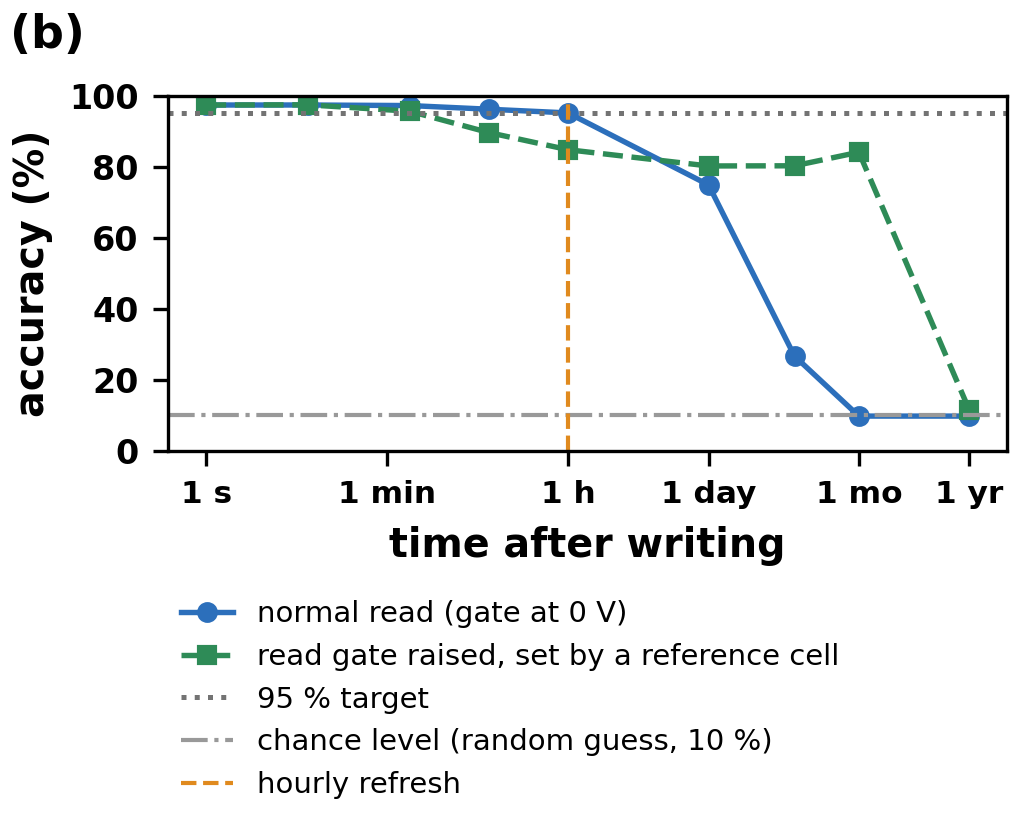 (b)
100
80
60
40
20
0
accuracy (%)
1 s 1 min 1 h 1 day 1 mo 1 yr
time after writing
normal read (gate at 0 V)
read gate raised, set by a reference cell
95 % target
chance level (random guess, 10 %)
hourly refresh